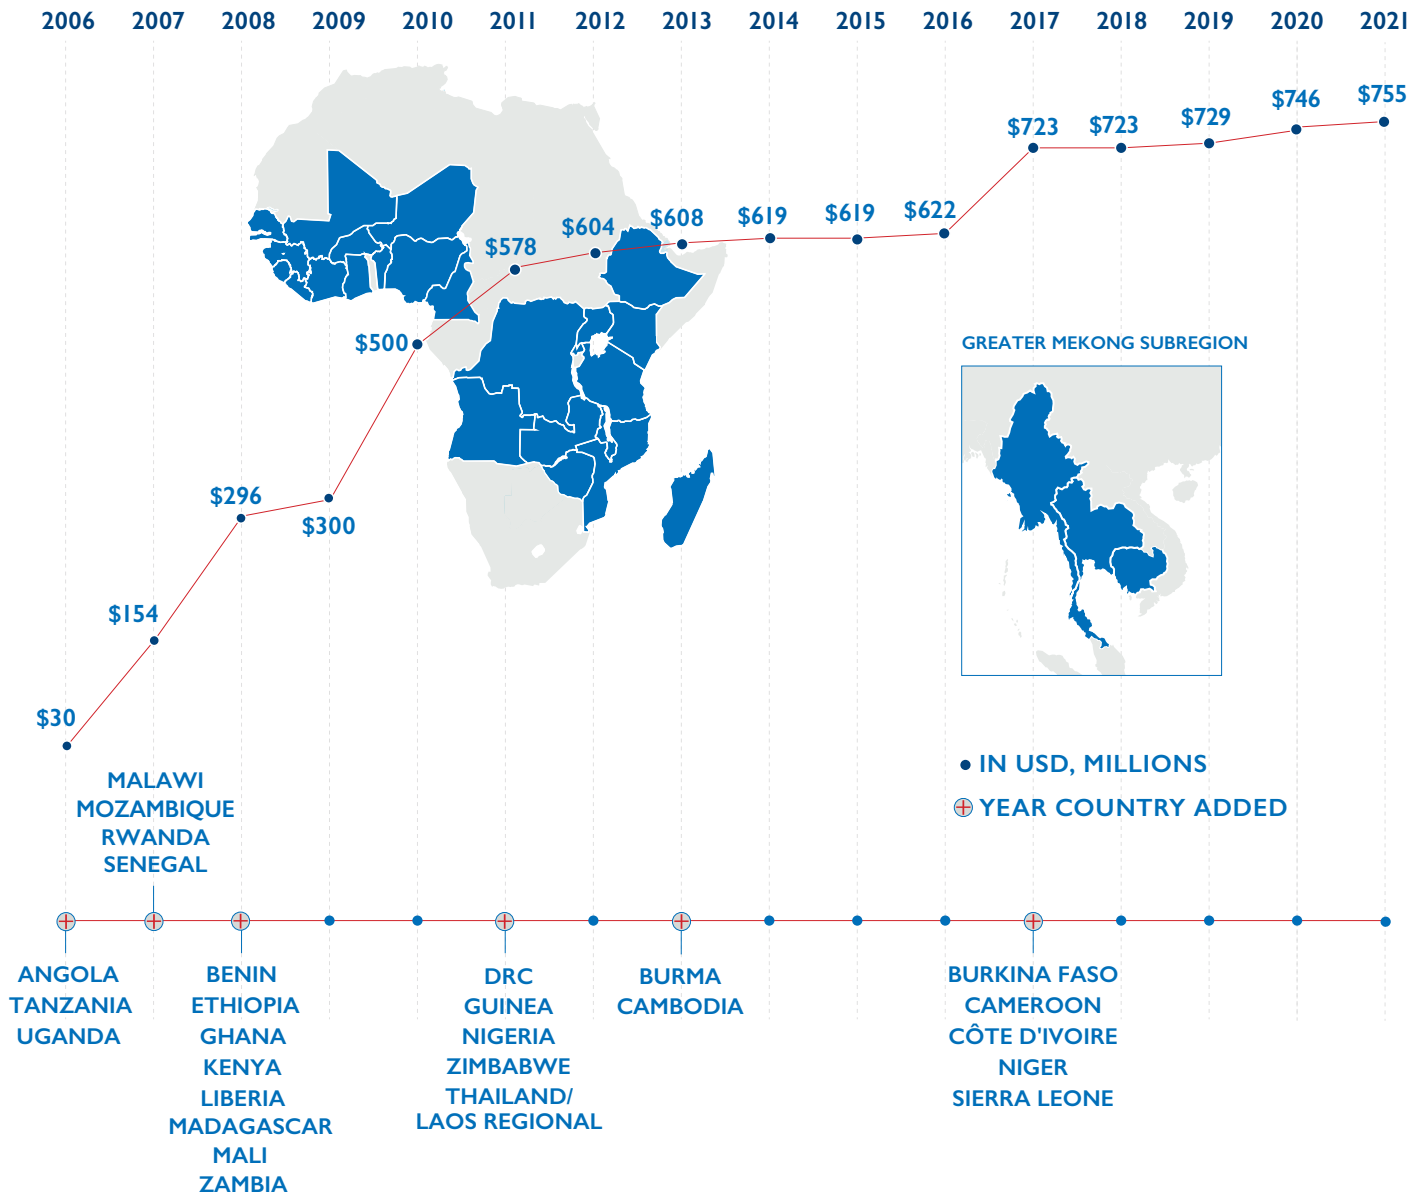 2006 2007 2008 2009 2010 2011 2012 2013 2014 2015 2016 2017 2018 2019 2020 2021
$30
$154
$296
$300
$500
$578
$604
$608
$619
$619
$622
$723
$723
$729
$746
$755
GREATER MEKONG SUBREGION
IN USD, MILLIONS
YEAR COUNTRY ADDED
ANGOLA
TANZANIA
UGANDA
MALAWI
MOZAMBIQUE
RWANDA
SENEGAL
BENIN
ETHIOPIA
GHANA
KENYA
LIBERIA
MADAGASCAR
MALI
ZAMBIA
DRC
GUINEA
NIGERIA
ZIMBABWE
THAILAND/
LAOS REGIONAL
BURMA
CAMBODIA
BURKINA FASO
CAMEROON
CÔTE D'IVOIRE
NIGER
SIERRA LEONE